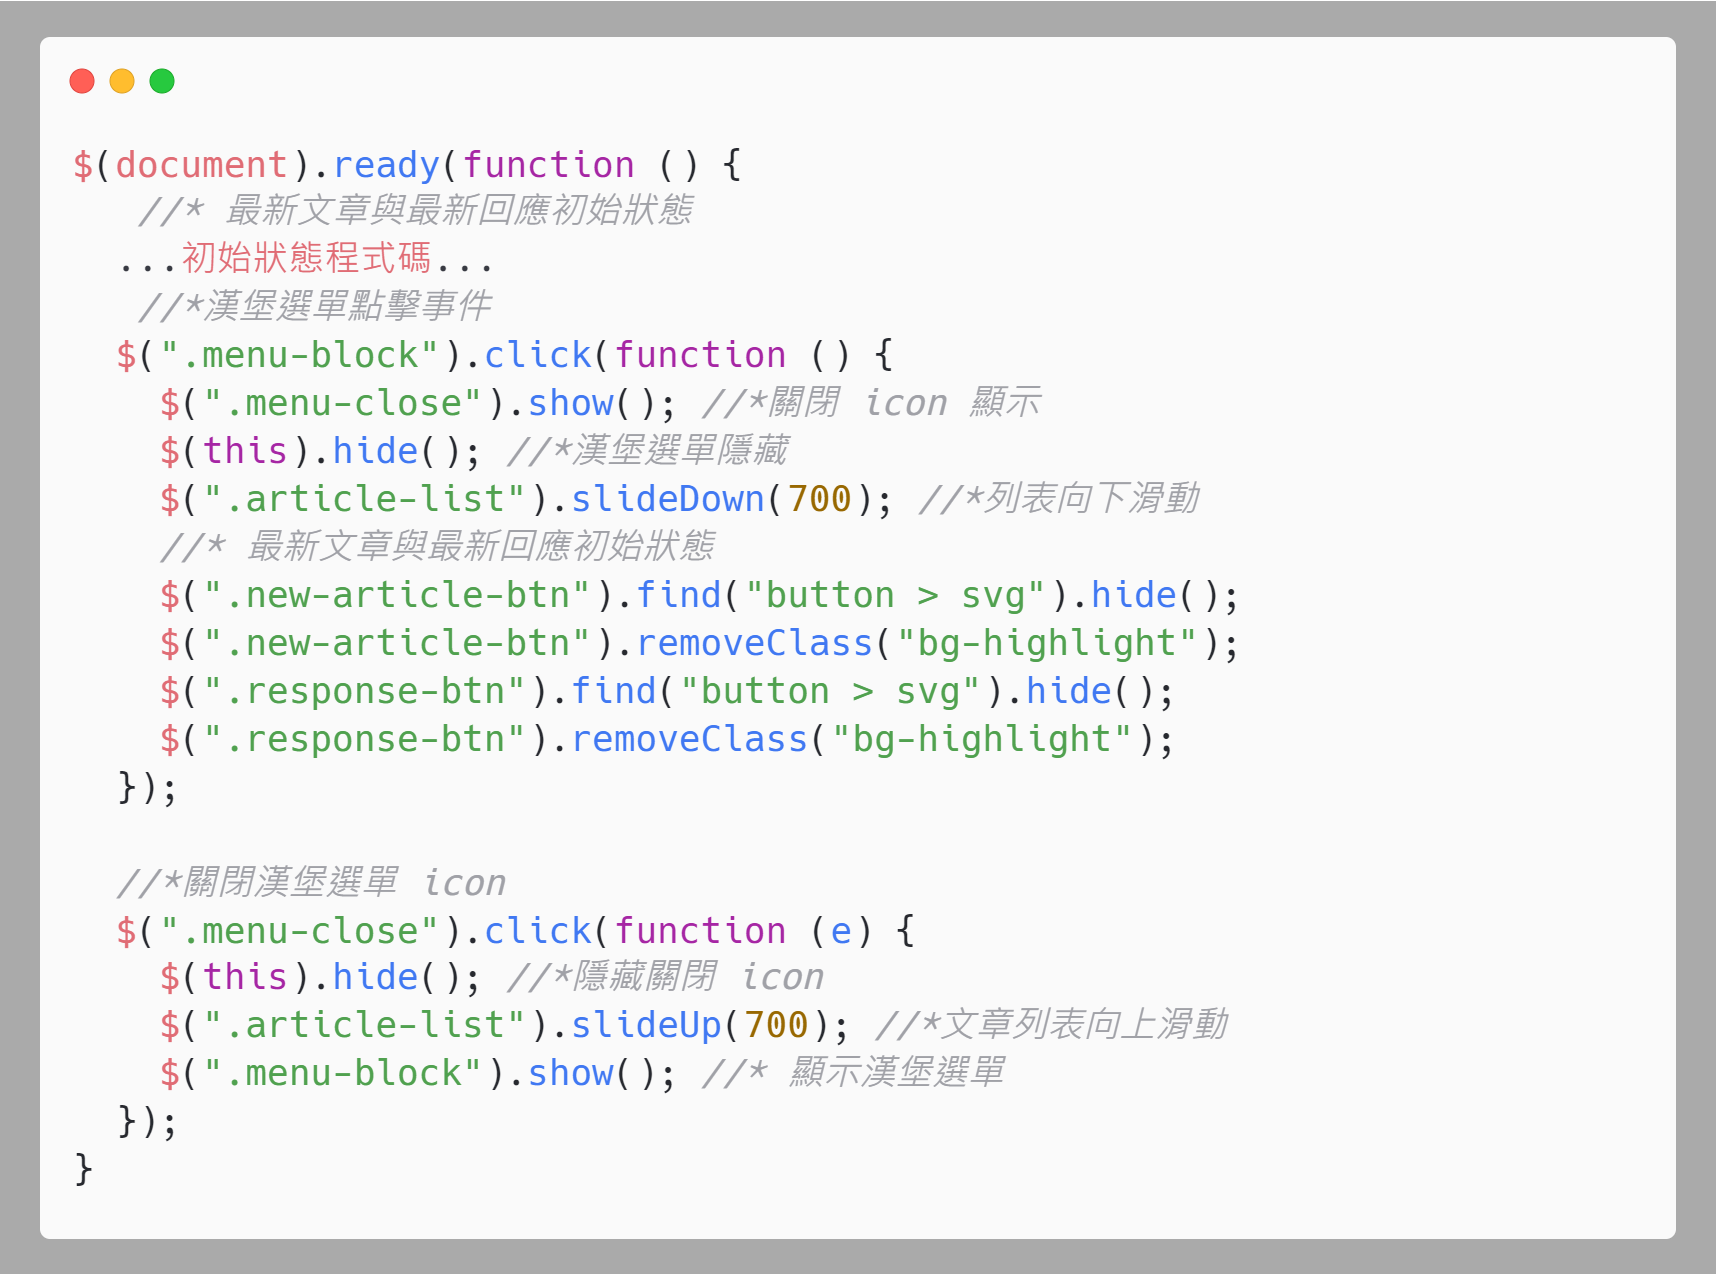 $(document).ready(function () {
//* 最新文章與最新回應初始狀態
...初始狀態程式碼...
//*漢堡選單點擊事件
$(".menu-block").click(function () {
$(".menu-close").show(); //*關閉 icon 顯示
$(this).hide(); //*漢堡選單隱藏
$(".article-list").slideDown(700); //*列表向下滑動
//* 最新文章與最新回應初始狀態
$(".new-article-btn").find("button > svg").hide();
$(".new-article-btn").removeClass("bg-highlight");
$(".response-btn").find("button > svg").hide();
$(".response-btn").removeClass("bg-highlight");
});
//*關閉漢堡選單 icon
$(".menu-close").click(function (e) {
$(this).hide(); //*隱藏關閉 icon
$(".article-list").slideUp(700); //*文章列表向上滑動
$(".menu-block").show(); //* 顯示漢堡選單
});
}